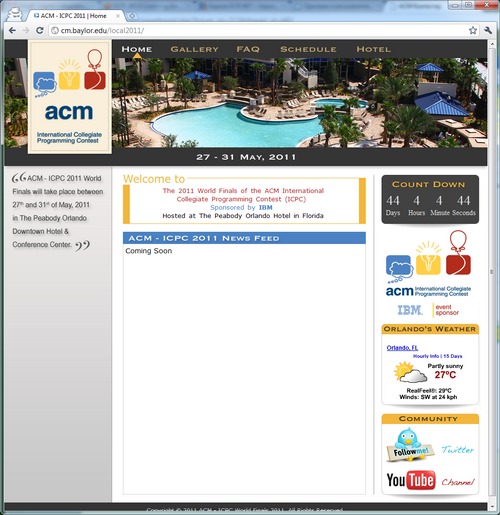 ACM - ICPC 2011 | Home
cm.baylor.edu/local2011/
Home Gallery FAQ Schedule Hotel
acm
International Collegiate
Programming Contest
27 - 31 May, 2011
ACM - ICPC 2011 World
Finals will take place between
27th and 31st of May, 2011
in The Peabody Orlando
Downtown Hotel &
Conference Center.
Welcome to
The 2011 World Finals of the ACM International
Collegiate Programming Contest (ICPC)
Sponsored by IBM
Hosted at The Peabody Orlando Hotel in Florida
ACM - ICPC 2011 News Feed
Coming Soon
Count Down
44 4 44 44
Days Hours Minute Seconds
acm International Collegiate
Programming Contest
IBM. event
sponsor
Orlando's Weather
Orlando, FL
Hourly Info | 15 Days
Partly sunny
27°C
RealFeel®: 29°C
Winds: SW at 24 kph
Community
Follow me! Twitter
YouTube Channel
Copyright © 2011 ACM - ICPC World Finals 2011. All Rights Reserved